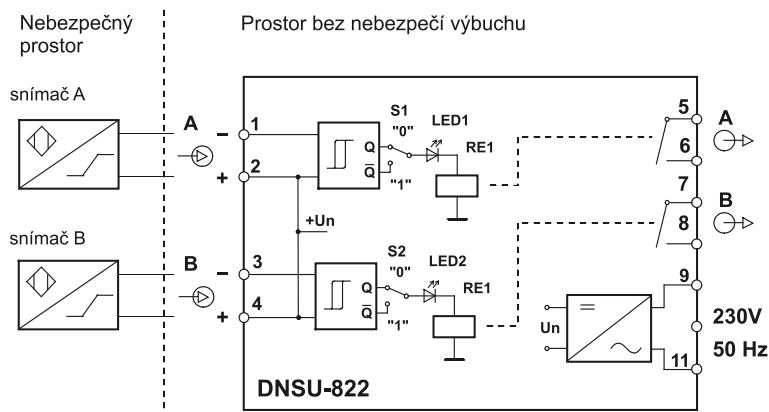 Nebezpečný
prostor
Prostor bez nebezpečí výbuchu
snímač A
A
−
+
1
2
S1
"0"
Q
Q̅
"1"
LED1
RE1
5
6
A
+Un
7
8
B
snímač B
B
−
+
3
4
S2
"0"
Q
Q̅
"1"
LED2
RE1
9
Un
11
230V
50 Hz
DNSU-822